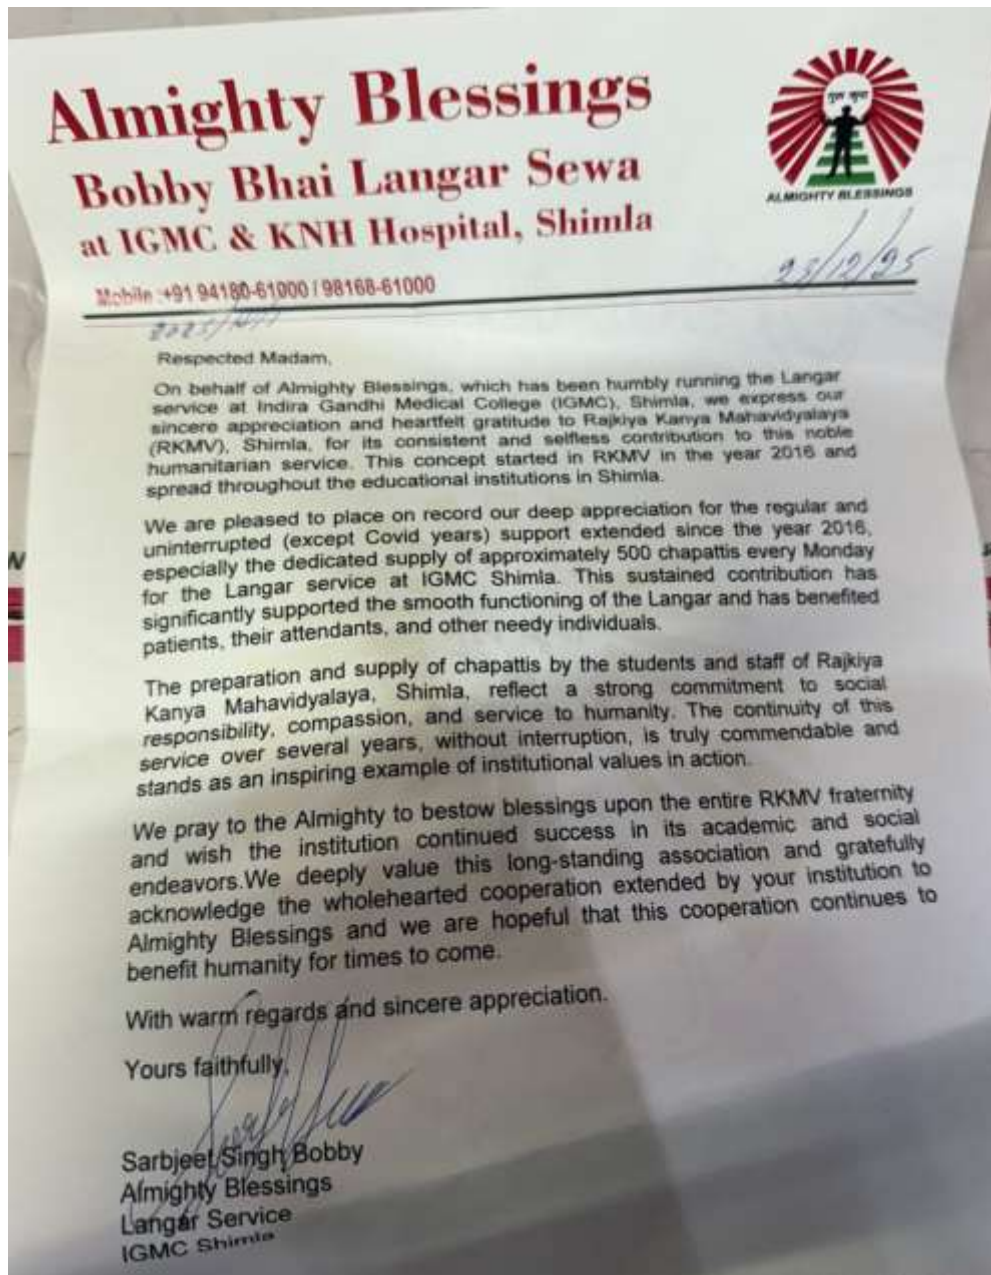 Almighty Blessings
Bobby Bhai Langar Sewa
at IGMC & KNH Hospital, Shimla
ALMIGHTY BLESSINGS
Mobile :+91 94180-61000 / 98168-61000
23/12/25
Respected Madam,
On behalf of Almighty Blessings, which has been humbly running the Langar
service at Indira Gandhi Medical College (IGMC), Shimla, we express our
sincere appreciation and heartfelt gratitude to Rajkiya Kanya Mahavidyalaya
(RKMV), Shimla, for its consistent and selfless contribution to this noble
humanitarian service. This concept started in RKMV in the year 2016 and
spread throughout the educational institutions in Shimla.
We are pleased to place on record our deep appreciation for the regular and
uninterrupted (except Covid years) support extended since the year 2016,
especially the dedicated supply of approximately 500 chapattis every Monday
for the Langar service at IGMC Shimla. This sustained contribution has
significantly supported the smooth functioning of the Langar and has benefited
patients, their attendants, and other needy individuals.
The preparation and supply of chapattis by the students and staff of Rajkiya
Kanya Mahavidyalaya, Shimla, reflect a strong commitment to social
responsibility, compassion, and service to humanity. The continuity of this
service over several years, without interruption, is truly commendable and
stands as an inspiring example of institutional values in action.
We pray to the Almighty to bestow blessings upon the entire RKMV fraternity
and wish the institution continued success in its academic and social
endeavors.We deeply value this long-standing association and gratefully
acknowledge the wholehearted cooperation extended by your institution to
Almighty Blessings and we are hopeful that this cooperation continues to
benefit humanity for times to come.
With warm regards and sincere appreciation.
Yours faithfully,
Sarbjeet Singh Bobby
Almighty Blessings
Langar Service
IGMC Shimla